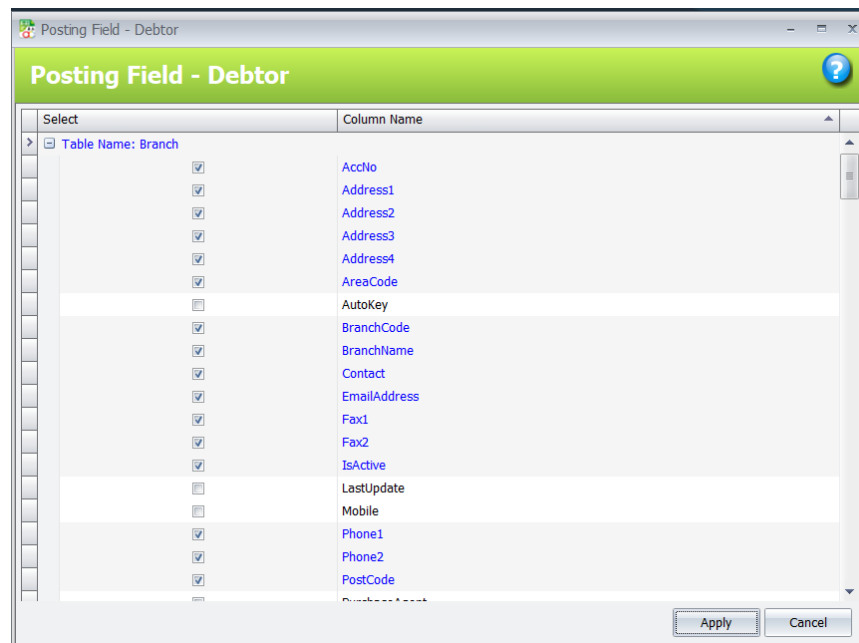 Posting Field - Debtor
Posting Field - Debtor
Select Column Name
Table Name: Branch
AccNo
Address1
Address2
Address3
Address4
AreaCode
AutoKey
BranchCode
BranchName
Contact
EmailAddress
Fax1
Fax2
IsActive
LastUpdate
Mobile
Phone1
Phone2
PostCode
PurchaseAgent
Apply Cancel